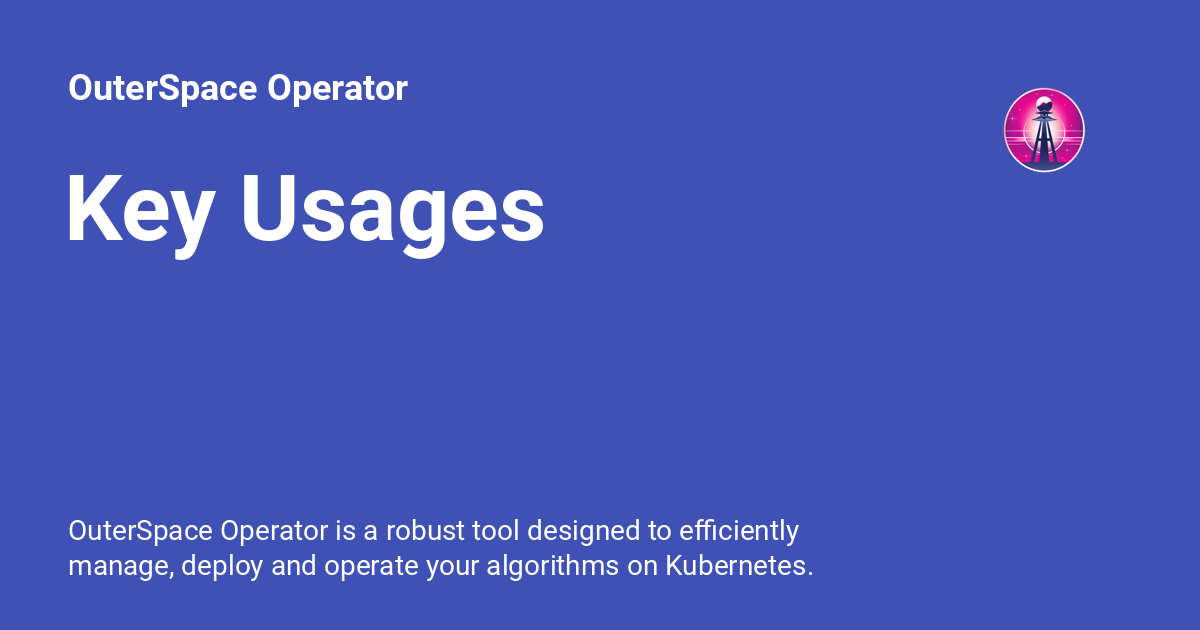 OuterSpace Operator
Key Usages
OuterSpace Operator is a robust tool designed to efficiently
manage, deploy and operate your algorithms on Kubernetes.